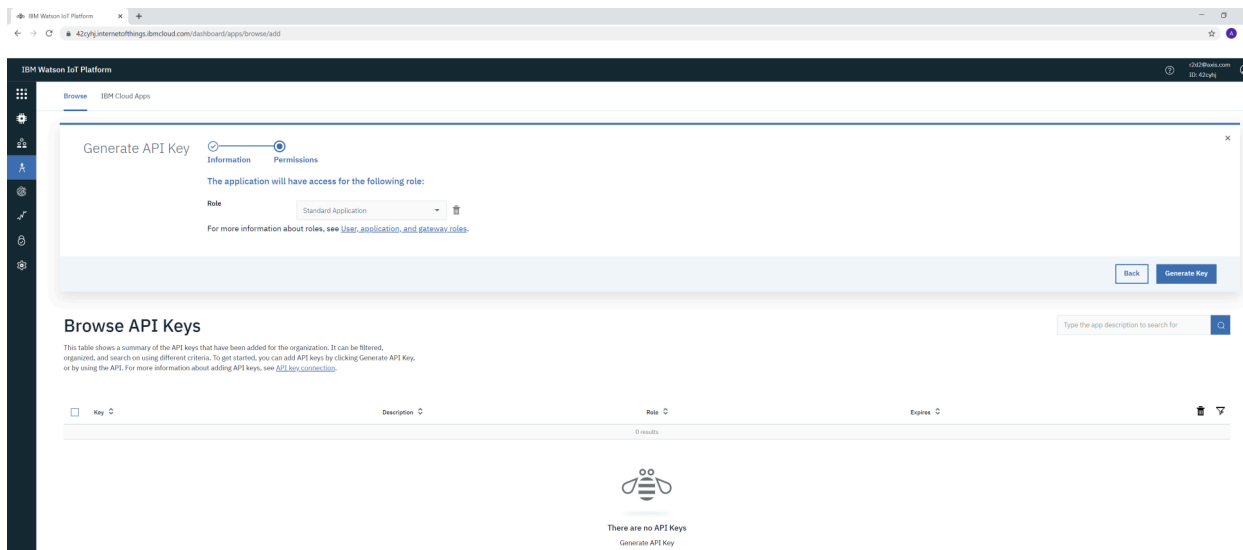 IBM Watson IoT Platform
42cyhj.internetofthings.ibmcloud.com/dashboard/apps/browse/add
IBM Watson IoT Platform
r2d2@axis.com
ID: 42cyhj
Browse IBM Cloud Apps
Generate API Key
Information Permissions
The application will have access for the following role:
Role
Standard Application
For more information about roles, see User, application, and gateway roles.
Back Generate Key
Browse API Keys
Type the app description to search for
This table shows a summary of the API keys that have been added for the organization. It can be filtered,
organized, and search on using different criteria. To get started, you can add API keys by clicking Generate API Key,
or by using the API. For more information about adding API keys, see API key connection.
Key Description Role Expires
0 results
There are no API Keys
Generate API Key